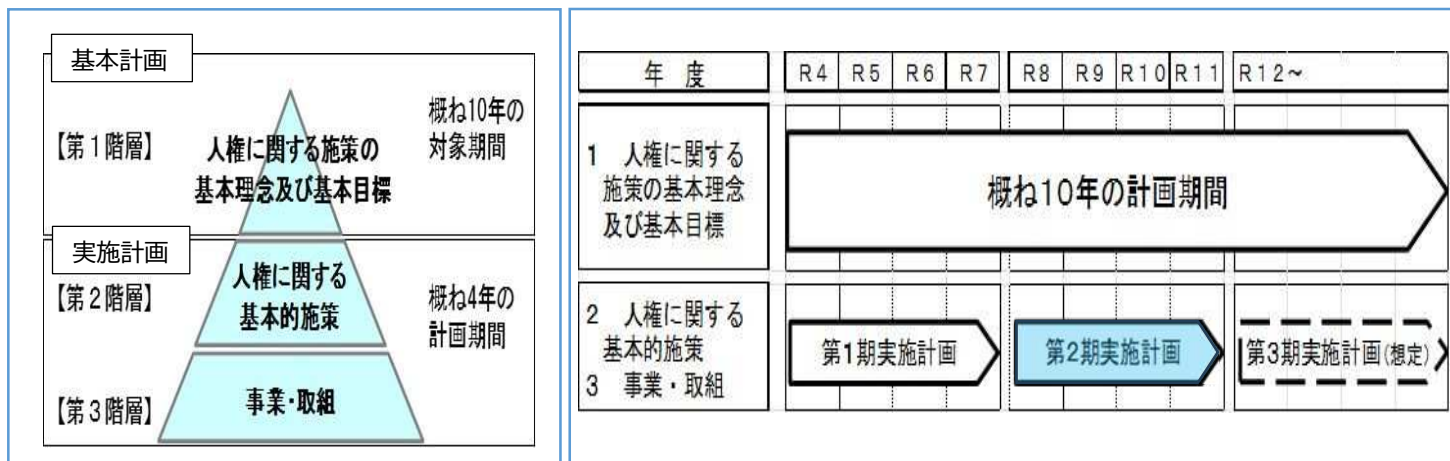 基本計画
【第1階層】
人権に関する施策の
基本理念及び基本目標
概ね10年の
対象期間
実施計画
【第2階層】
人権に関する
基本的施策
概ね4年の
計画期間
【第3階層】
事業・取組
年 度
R4 R5 R6 R7 R8 R9 R10 R11 R12~
1 人権に関する
施策の基本理念
及び基本目標
概ね10年の計画期間
2 人権に関する
基本的施策
3 事業・取組
第1期実施計画
第2期実施計画
第3期実施計画(想定)